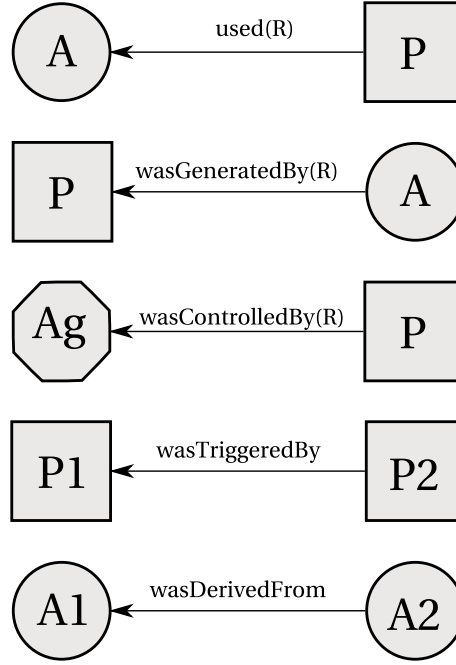 A used(R) P
P wasGeneratedBy(R) A
Ag wasControlledBy(R) P
P1 wasTriggeredBy P2
A1 wasDerivedFrom A2